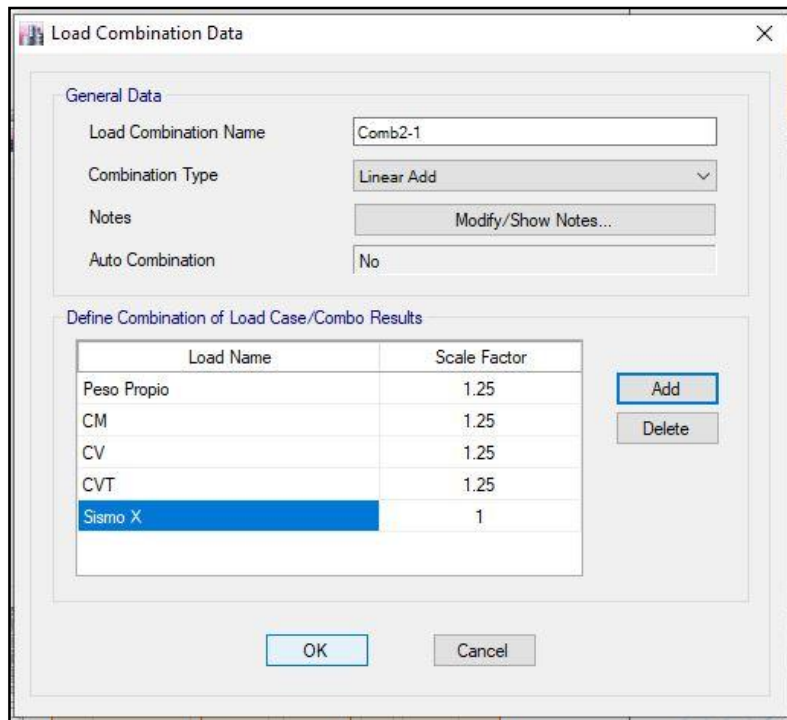 Load Combination Data
General Data
Load Combination Name Comb2-1
Combination Type Linear Add
Notes Modify/Show Notes...
Auto Combination No
Define Combination of Load Case/Combo Results
Load Name Scale Factor
Peso Propio 1.25
CM 1.25
CV 1.25
CVT 1.25
Sismo X 1
Add
Delete
OK Cancel